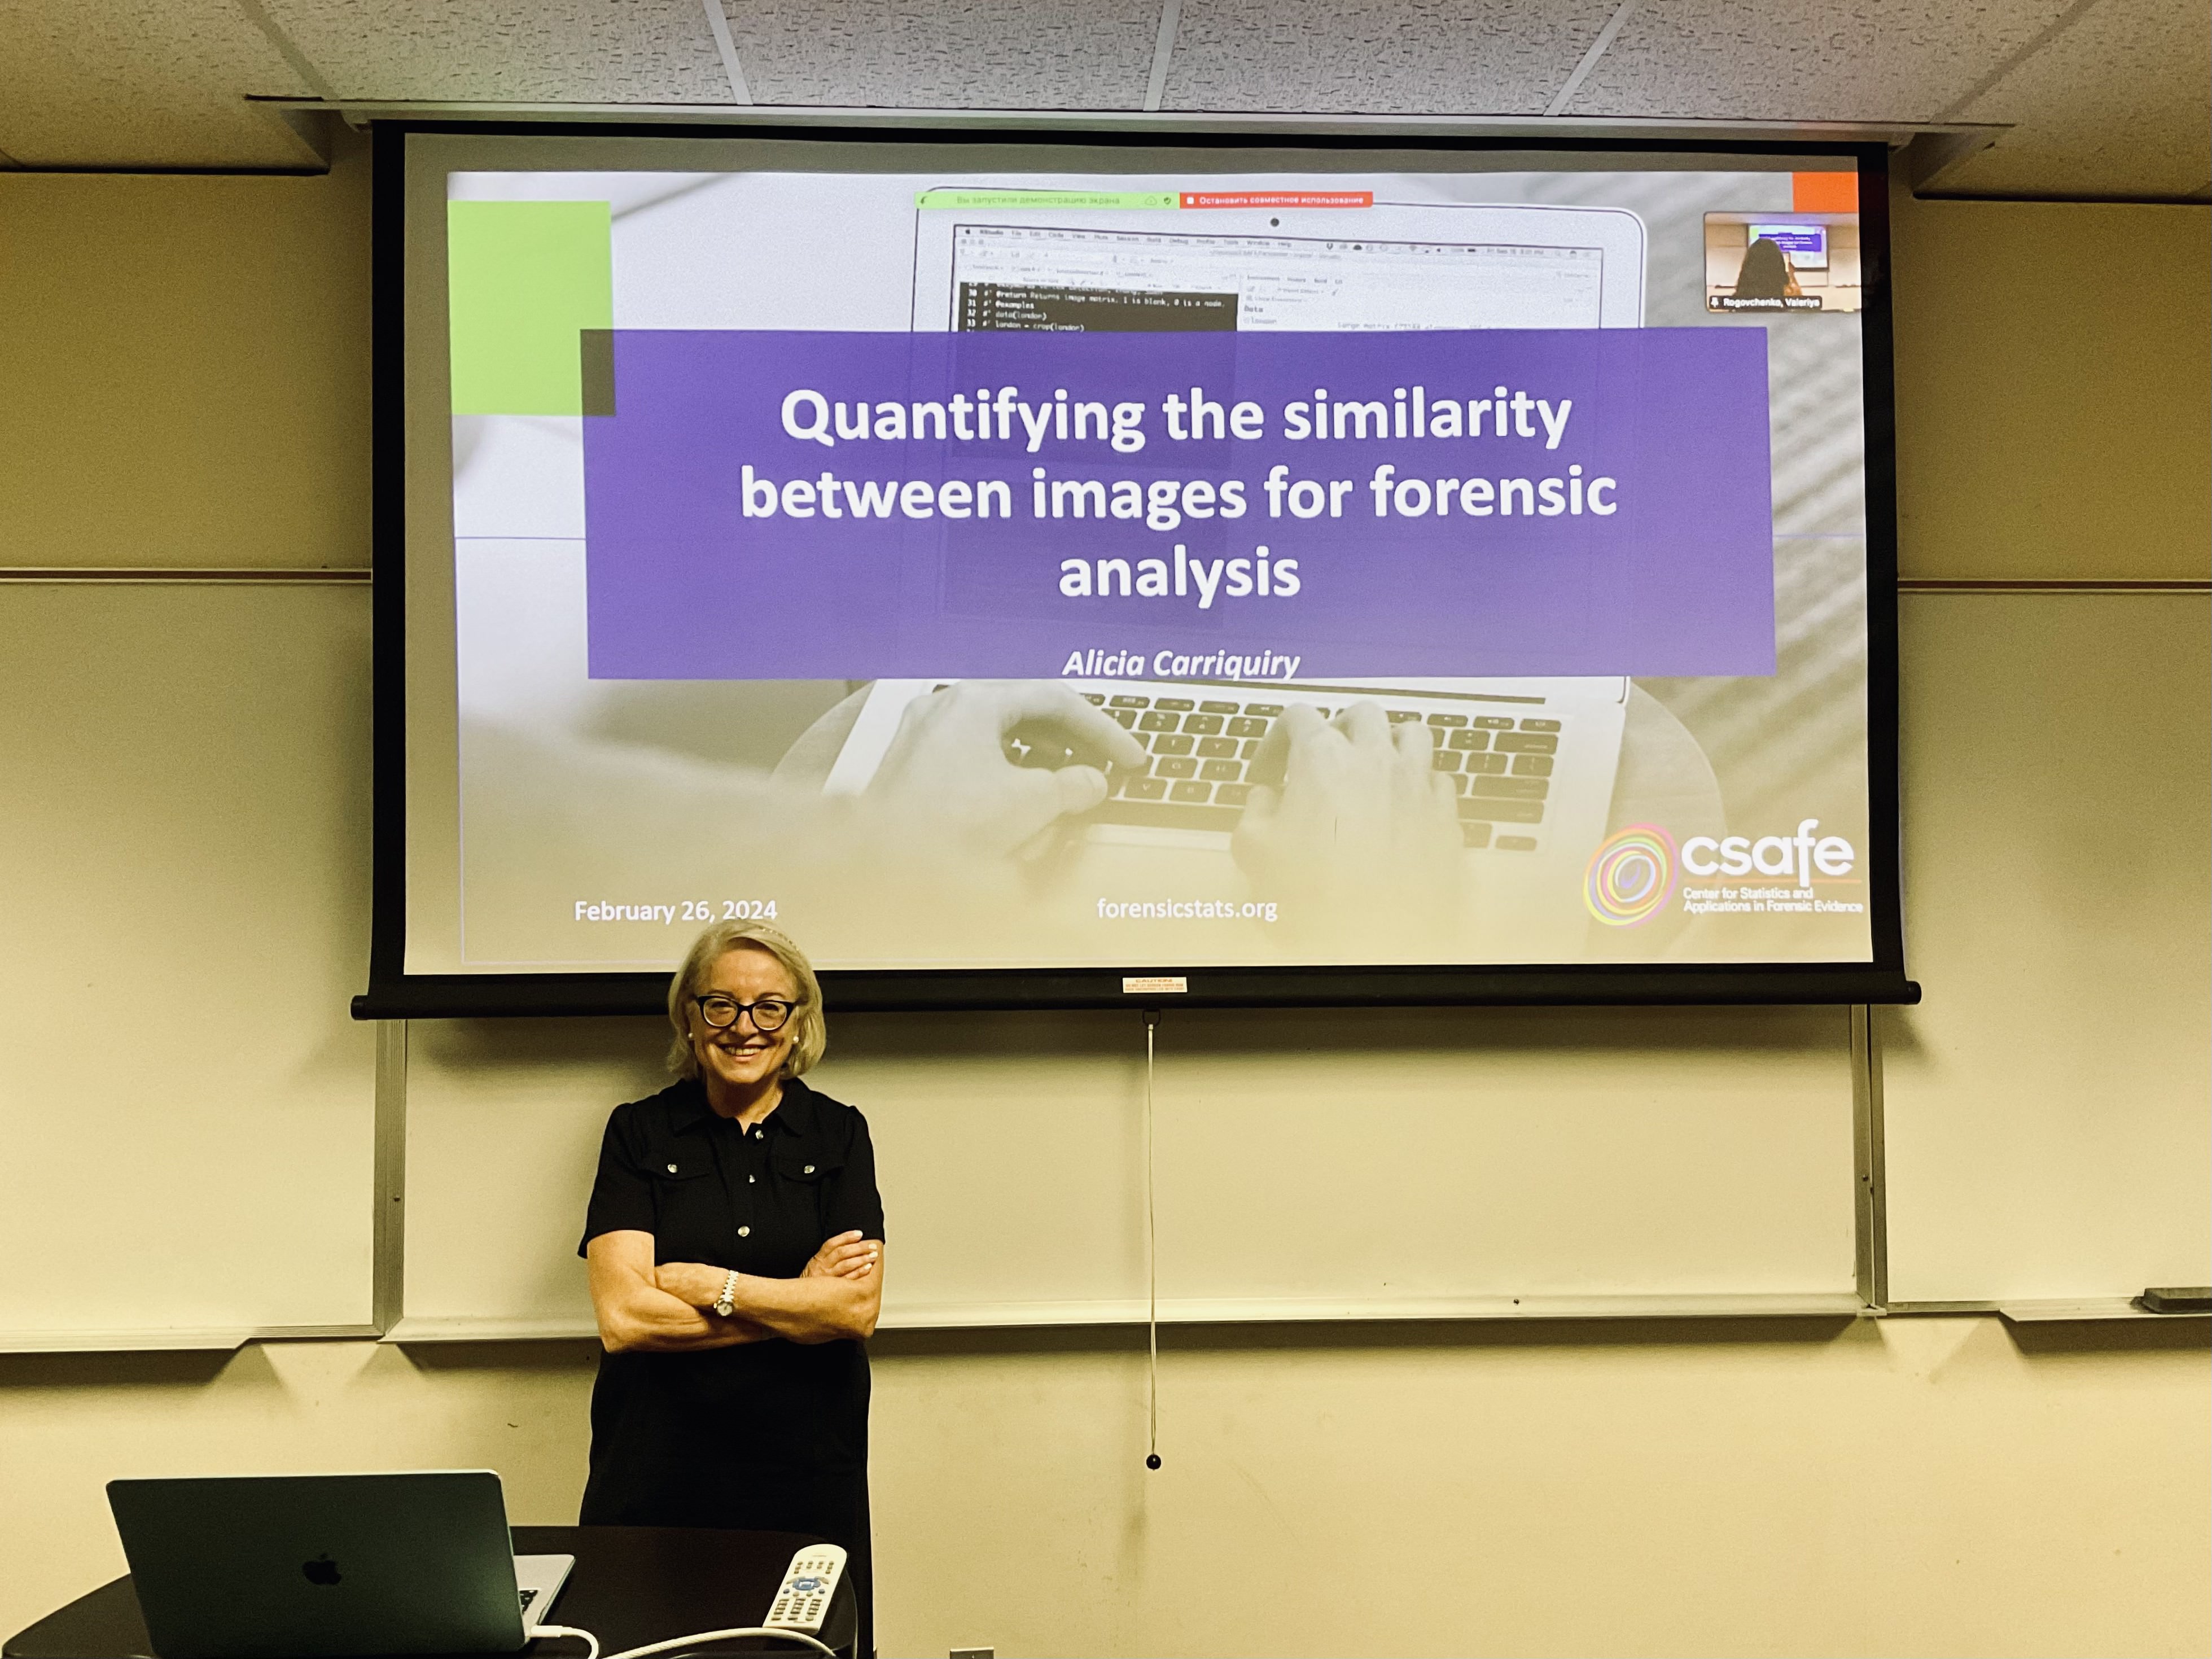 Вы запустили демонстрацию экрана
Остановить совместное использование
Rogovchenko, Valeriya
30 #' @return Returns image matrix. 1 is blank, 0 is a node.
31 #' @examples
32 #' data(london)
33 #' london = crop(london)
Data
london
Quantifying the similarity
between images for forensic
analysis
Alicia Carriquiry
February 26, 2024
forensicstats.org
csafe
Center for Statistics and
Applications in Forensic Evidence
CAUTION